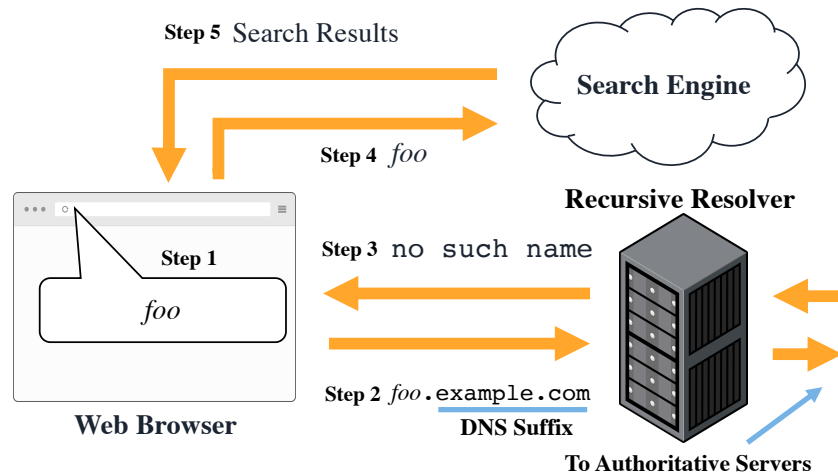 Step 5 Search Results
Search Engine
Step 4 foo
Recursive Resolver
Step 1
foo
Step 3 no such name
Step 2 foo.example.com
DNS Suffix
Web Browser
To Authoritative Servers